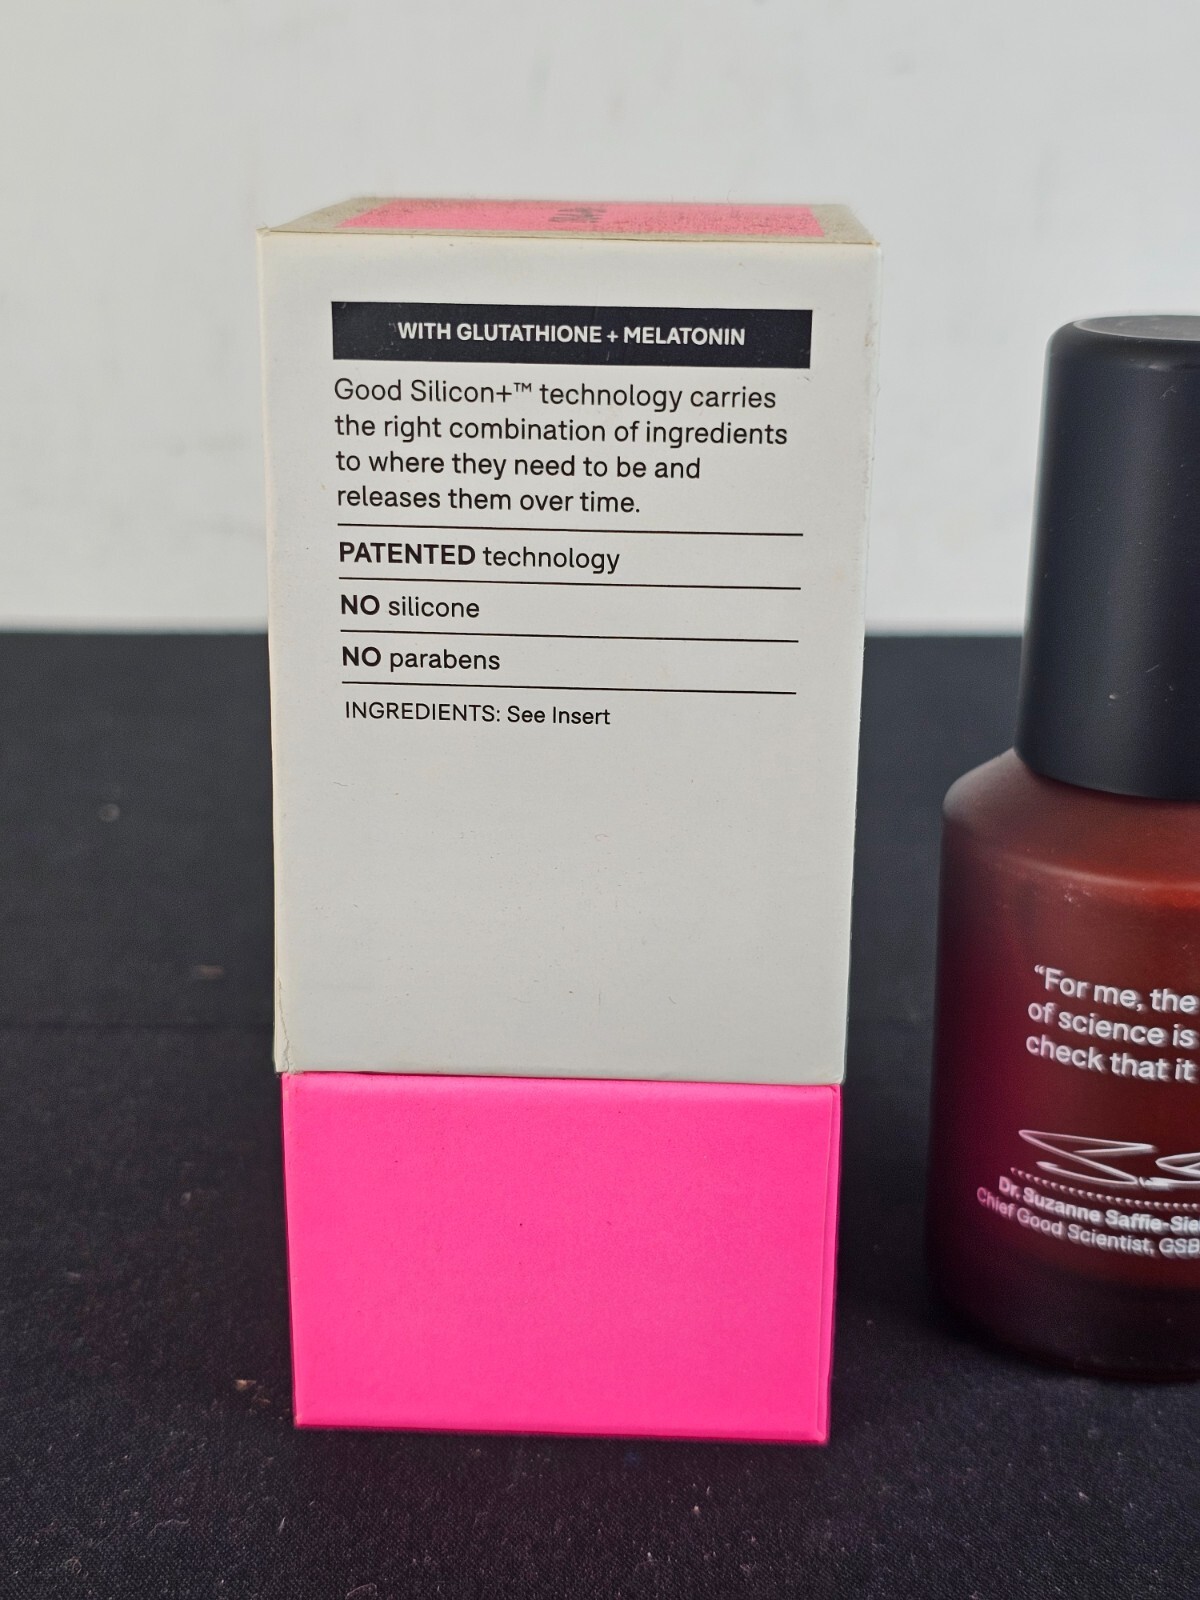 WITH GLUTATHIONE + MELATONIN
Good Silicon+™ technology carries
the right combination of ingredients
to where they need to be and
releases them over time.
PATENTED technology
NO silicone
NO parabens
INGREDIENTS: See Insert
“For me, the
of science is
check that it
Dr. Suzanne Saffie-Sie
Chief Good Scientist, GSB